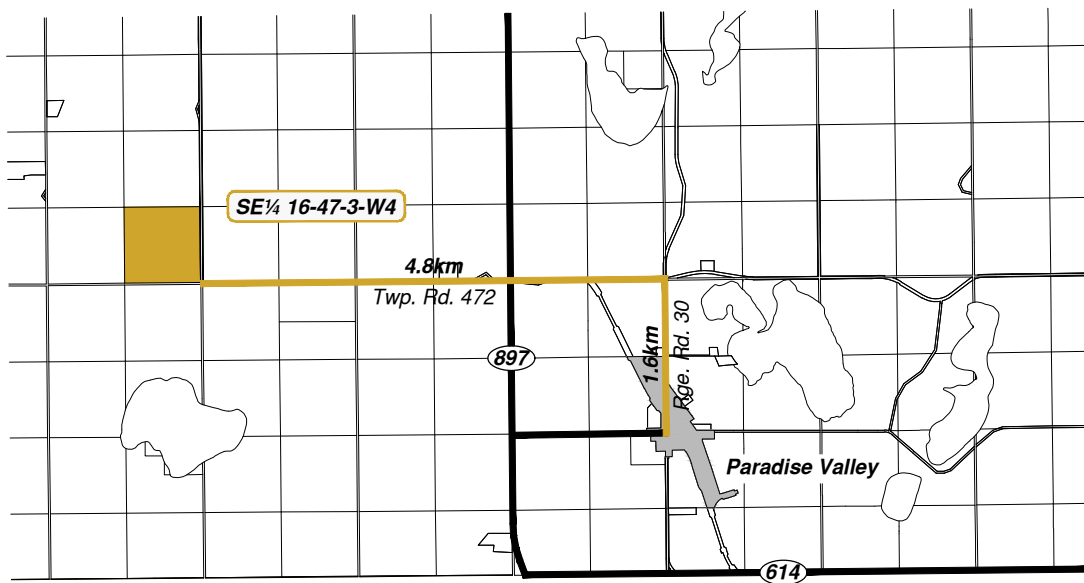 SE¼ 16-47-3-W4
4.8km
Twp. Rd. 472
1.6km
Rge. Rd. 30
897
Paradise Valley
614